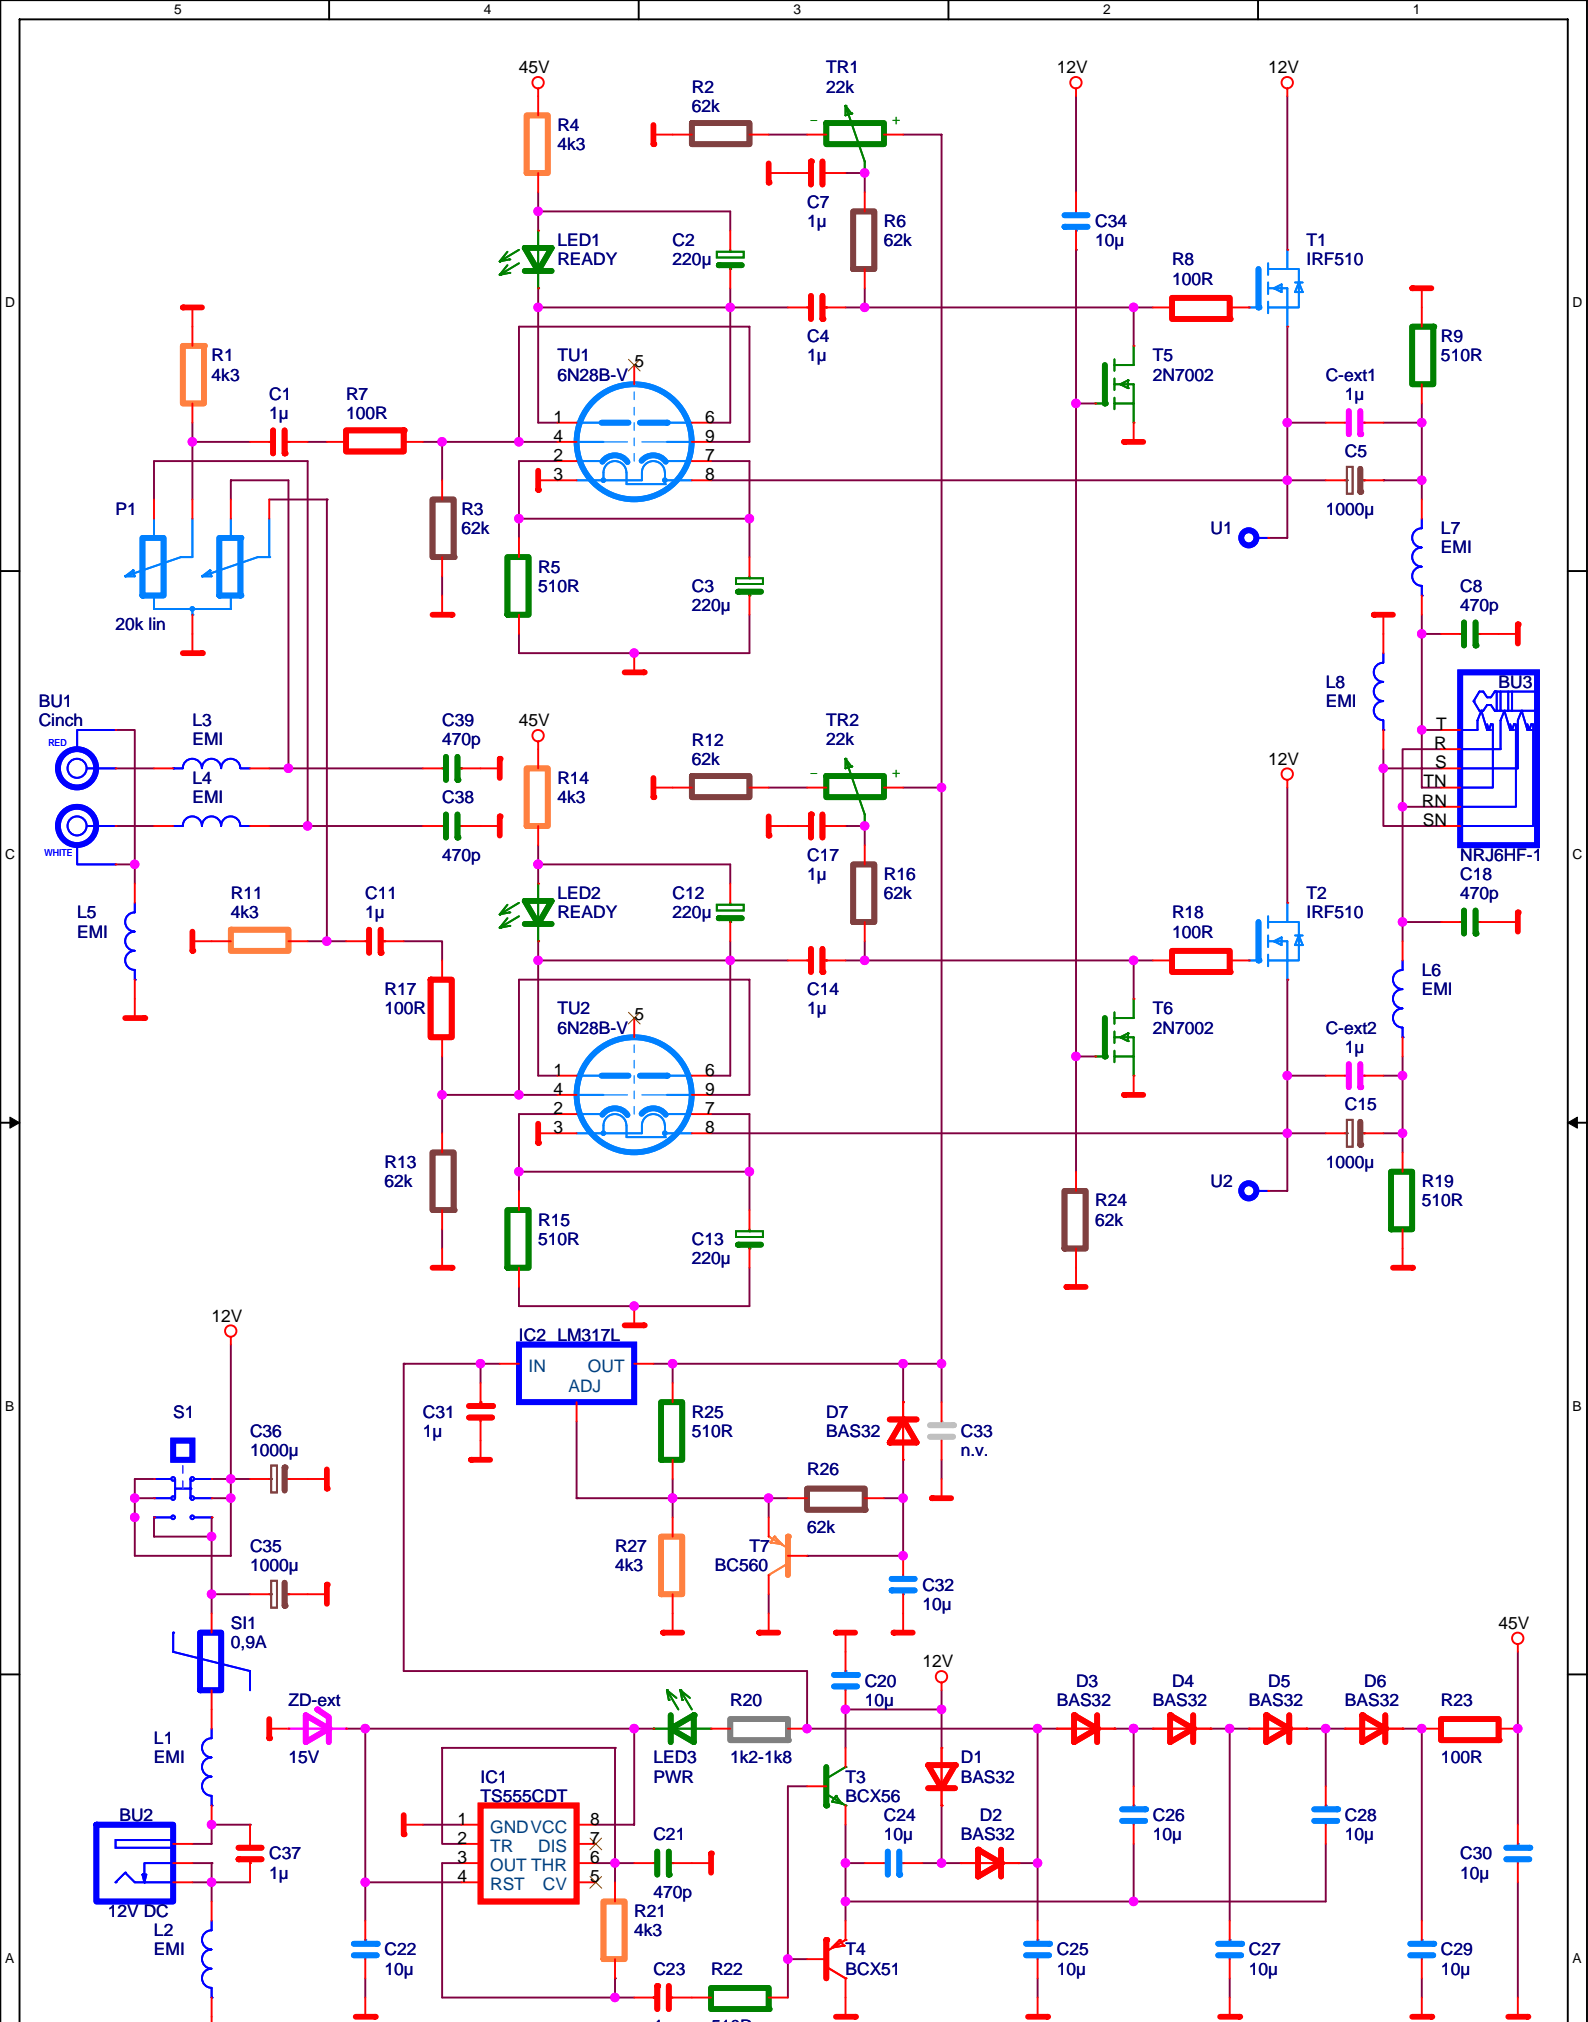 5 4 3 2 1
45V
R2
62k
TR1
22k
- +
12V
12V
R4
4k3
C7
1µ
R6
62k
C34
10µ
LED1
READY
C2
220µ
T1
IRF510
R8
100R
D
D
C4
1µ
R1
4k3
TU1
6N28B-V
5
T5
2N7002
R9
510R
C1
1µ
R7
100R
C-ext1
1µ
1 6
4 9
2 7
3 8
C5
1000µ
P1
R3
62k
U1
L7
EMI
R5
510R
C3
220µ
C8
470p
20k lin
BU1
Cinch
RED
WHITE
L3
EMI
L4
EMI
C39
470p
C38
470p
45V
R14
4k3
R12
62k
TR2
22k
- +
L8
EMI
BU3
T
R
S
TN
RN
SN
NRJ6HF-1
12V
C
C
C17
1µ
R16
62k
C18
470p
L5
EMI
R11
4k3
C11
1µ
LED2
READY
C12
220µ
R18
100R
T2
IRF510
R17
100R
C14
1µ
L6
EMI
TU2
6N28B-V
5
T6
2N7002
C-ext2
1µ
1 6
4 9
2 7
3 8
C15
1000µ
R13
62k
R15
510R
C13
220µ
R24
62k
U2
R19
510R
12V
IC2 LM317L
IN OUT
ADJ
B
B
S1
C36
1000µ
C31
1µ
R25
510R
D7
BAS32
C33
n.v.
R26
62k
C35
1000µ
R27
4k3
T7
BC560
C32
10µ
SI1
0,9A
45V
12V
ZD-ext
15V
C20
10µ
LED3
PWR
R20
1k2-1k8
D3
BAS32
D4
BAS32
D5
BAS32
D6
BAS32
R23
100R
L1
EMI
IC1
TS555CDT
1 GND VCC 8
2 TR DIS 7
3 OUT THR 6
4 RST CV 5
T3
BCX56
D1
BAS32
BU2
12V DC
C37
1µ
C21
470p
C24
10µ
D2
BAS32
C26
10µ
C28
10µ
C30
10µ
L2
EMI
R21
4k3
A
A
C22
10µ
C23
R22
T4
BCX51
C25
10µ
C27
10µ
C29
10µ